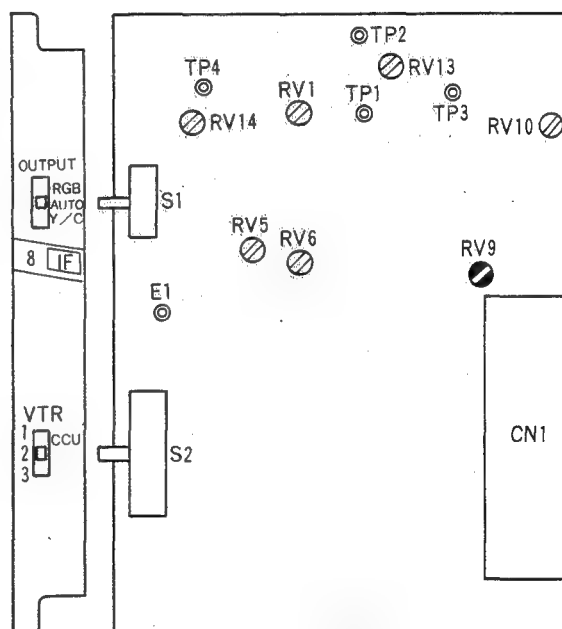 TP2
TP4
RV13
RV1
TP1
TP3
RV14
RV10
OUTPUT
RGB
AUTO
Y/C
S1
RV5
RV6
8 IF
RV9
E1
VTR
1
CCU
2
3
S2
CN1